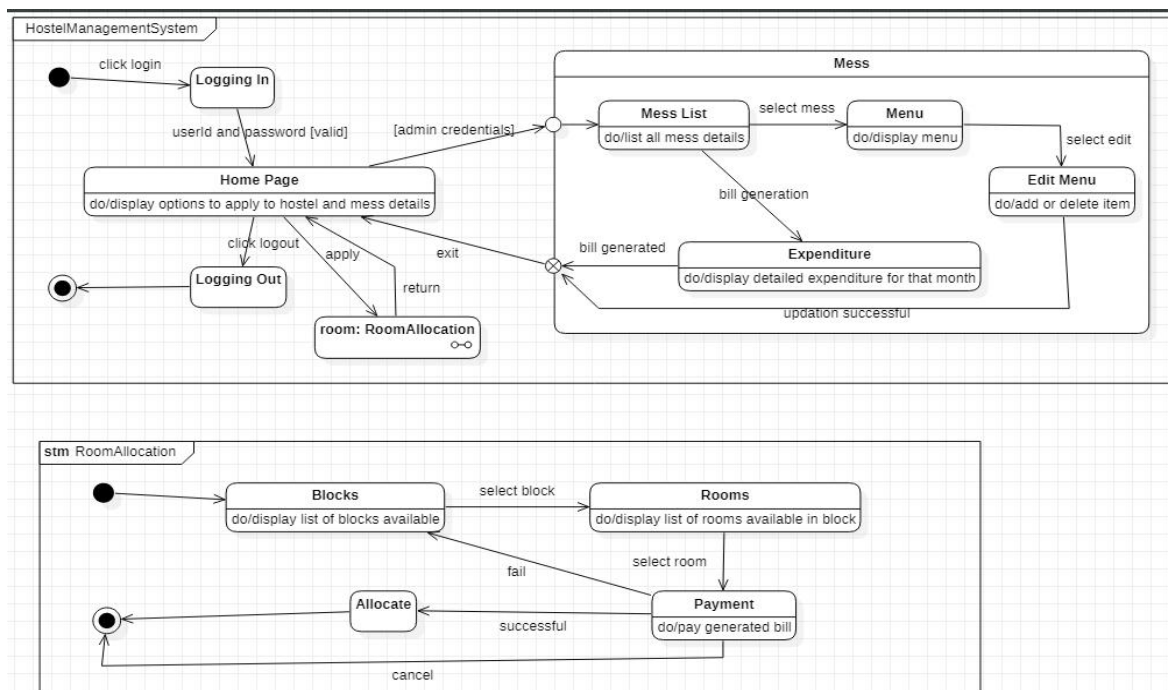 HostelManagementSystem
click login
Logging In
userId and password [valid]
Home Page
do/display options to apply to hostel and mess details
[admin credentials]
click logout
apply
exit
return
Logging Out
room: RoomAllocation
Mess
Mess List
do/list all mess details
select mess
Menu
do/display menu
select edit
Edit Menu
do/add or delete item
bill generation
bill generated
Expenditure
do/display detailed expenditure for that month
updation successful
stm RoomAllocation
Blocks
do/display list of blocks available
select block
Rooms
do/display list of rooms available in block
select room
fail
Payment
do/pay generated bill
Allocate
successful
cancel